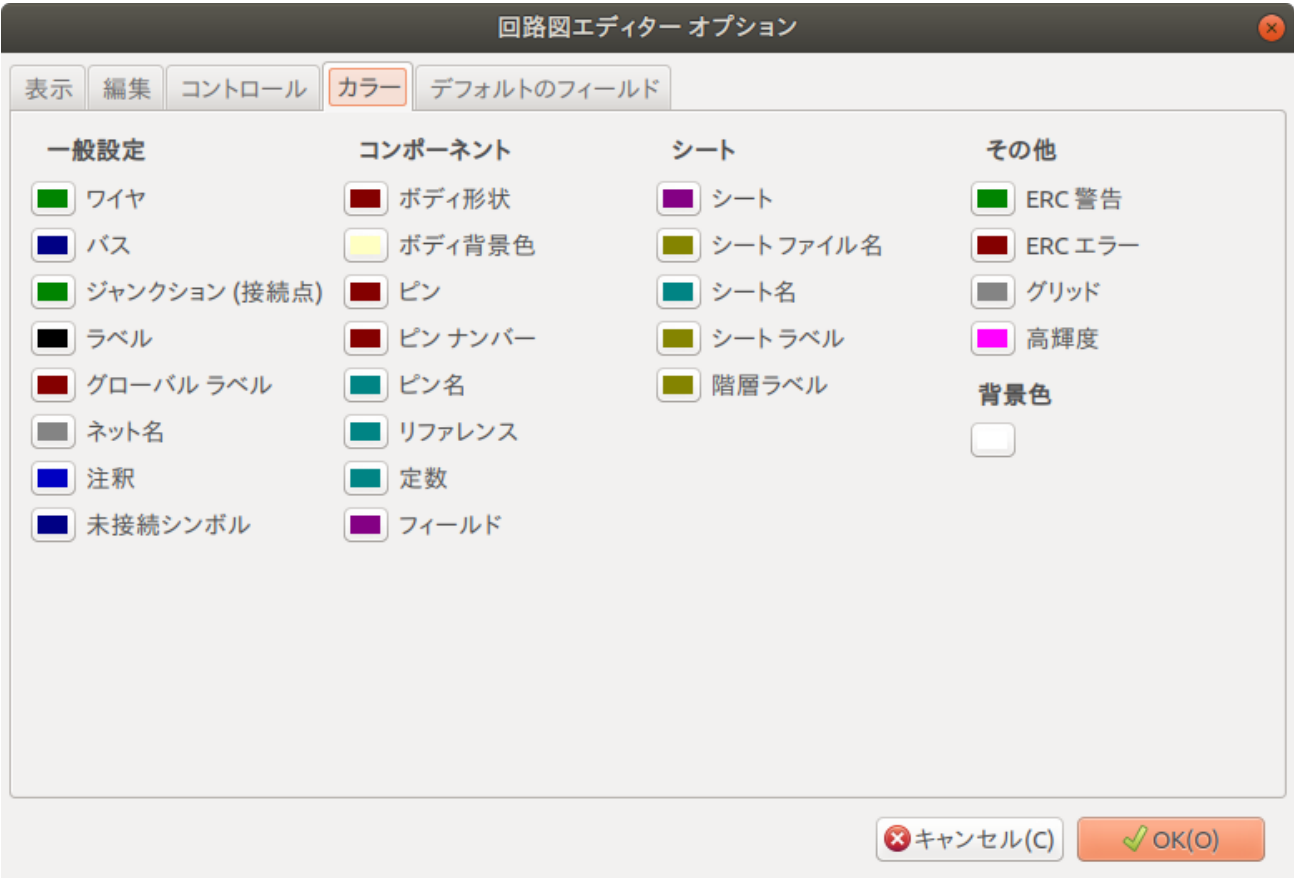 回路図エディター オプション
表示 編集 コントロール カラー デフォルトのフィールド
一般設定
ワイヤ
バス
ジャンクション (接続点)
ラベル
グローバル ラベル
ネット名
注釈
未接続シンボル
コンポーネント
ボディ形状
ボディ背景色
ピン
ピン ナンバー
ピン名
リファレンス
定数
フィールド
シート
シート
シート ファイル名
シート名
シート ラベル
階層ラベル
その他
ERC 警告
ERC エラー
グリッド
高輝度
背景色
キャンセル(C) OK(O)